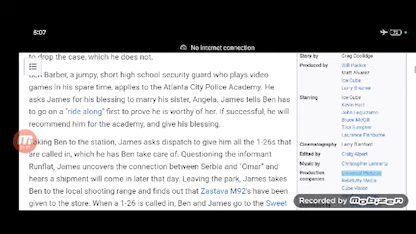 8:07
No internet connection
to drop the case, which he does not.
Ben Barber, a jumpy, short high school security guard who plays video
games in his spare time, applies to the Atlanta City Police Academy. He
asks James for his blessing to marry his sister, Angela. James tells Ben has
to go on a "ride along" first to prove he is worthy of her. If successful, he will
recommend him for the academy, and give his blessing.
Taking Ben to the station, James asks dispatch to give him all the 1-26s that
are called in, which he has Ben take care of. Questioning the informant
Runflat, James uncovers the connection between Serbia and "Omar" and
hears a shipment will come in later that day. Leaving the park, James takes
Ben to the local shooting range and finds out that Zastava M92's have been
given to the store. When a 1-26 is called in, Ben and James go to the Sweet
Story by Greg Coolidge
Produced by Will Packer
Matt Alvarez
Ice Cube
Larry Brezner
Starring Ice Cube
Kevin Hart
John Leguizamo
Bruce McGill
Tika Sumpter
Laurence Fishburne
Cinematography Larry Blanford
Edited by Craig Alpert
Music by Christopher Lennertz
Production companies Universal Pictures
Relativity Media
Cube Vision
Recorded by Mobizen